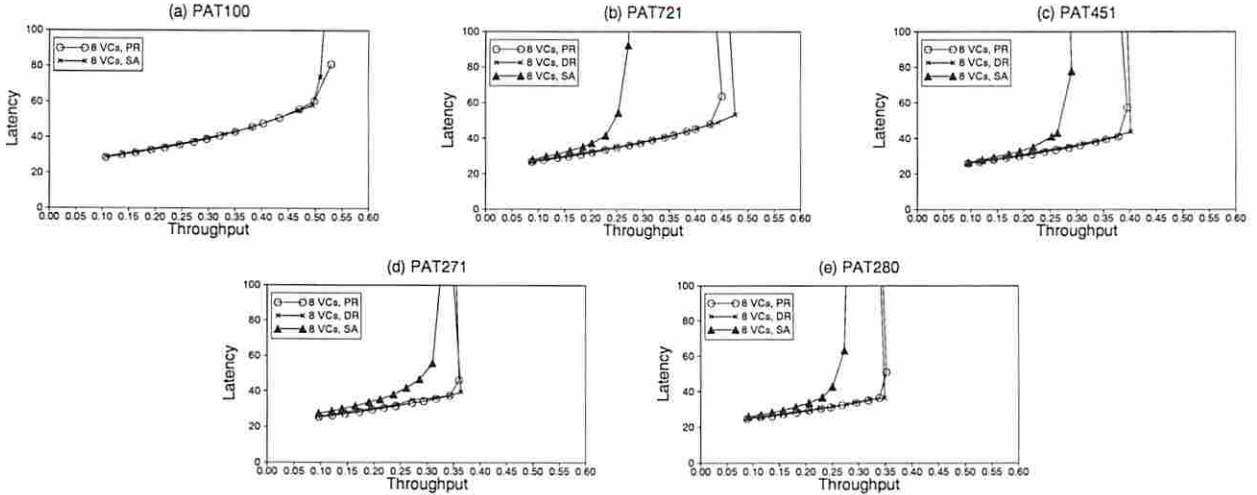 (a) PAT100
100
80
60
40
20
0
Latency
8 VCs, PR
8 VCs, SA
0.00 0.05 0.10 0.15 0.20 0.25 0.30 0.35 0.40 0.45 0.50 0.55 0.60
Throughput
(b) PAT721
100
80
60
40
20
0
Latency
8 VCs, PR
8 VCs, DR
8 VCs, SA
0.00 0.05 0.10 0.15 0.20 0.25 0.30 0.35 0.40 0.45 0.50 0.55 0.60
Throughput
(c) PAT451
100
80
60
40
20
0
Latency
8 VCs, PR
8 VCs, DR
8 VCs, SA
0.00 0.05 0.10 0.15 0.20 0.25 0.30 0.35 0.40 0.45 0.50 0.55 0.60
Throughput
(d) PAT271
100
80
60
40
20
0
Latency
8 VCs, PR
8 VCs, DR
8 VCs, SA
0.00 0.05 0.10 0.15 0.20 0.25 0.30 0.35 0.40 0.45 0.50 0.55 0.60
Throughput
(e) PAT280
100
80
60
40
20
0
Latency
8 VCs, PR
8 VCs, DR
8 VCs, SA
0.00 0.05 0.10 0.15 0.20 0.25 0.30 0.35 0.40 0.45 0.50 0.55 0.60
Throughput